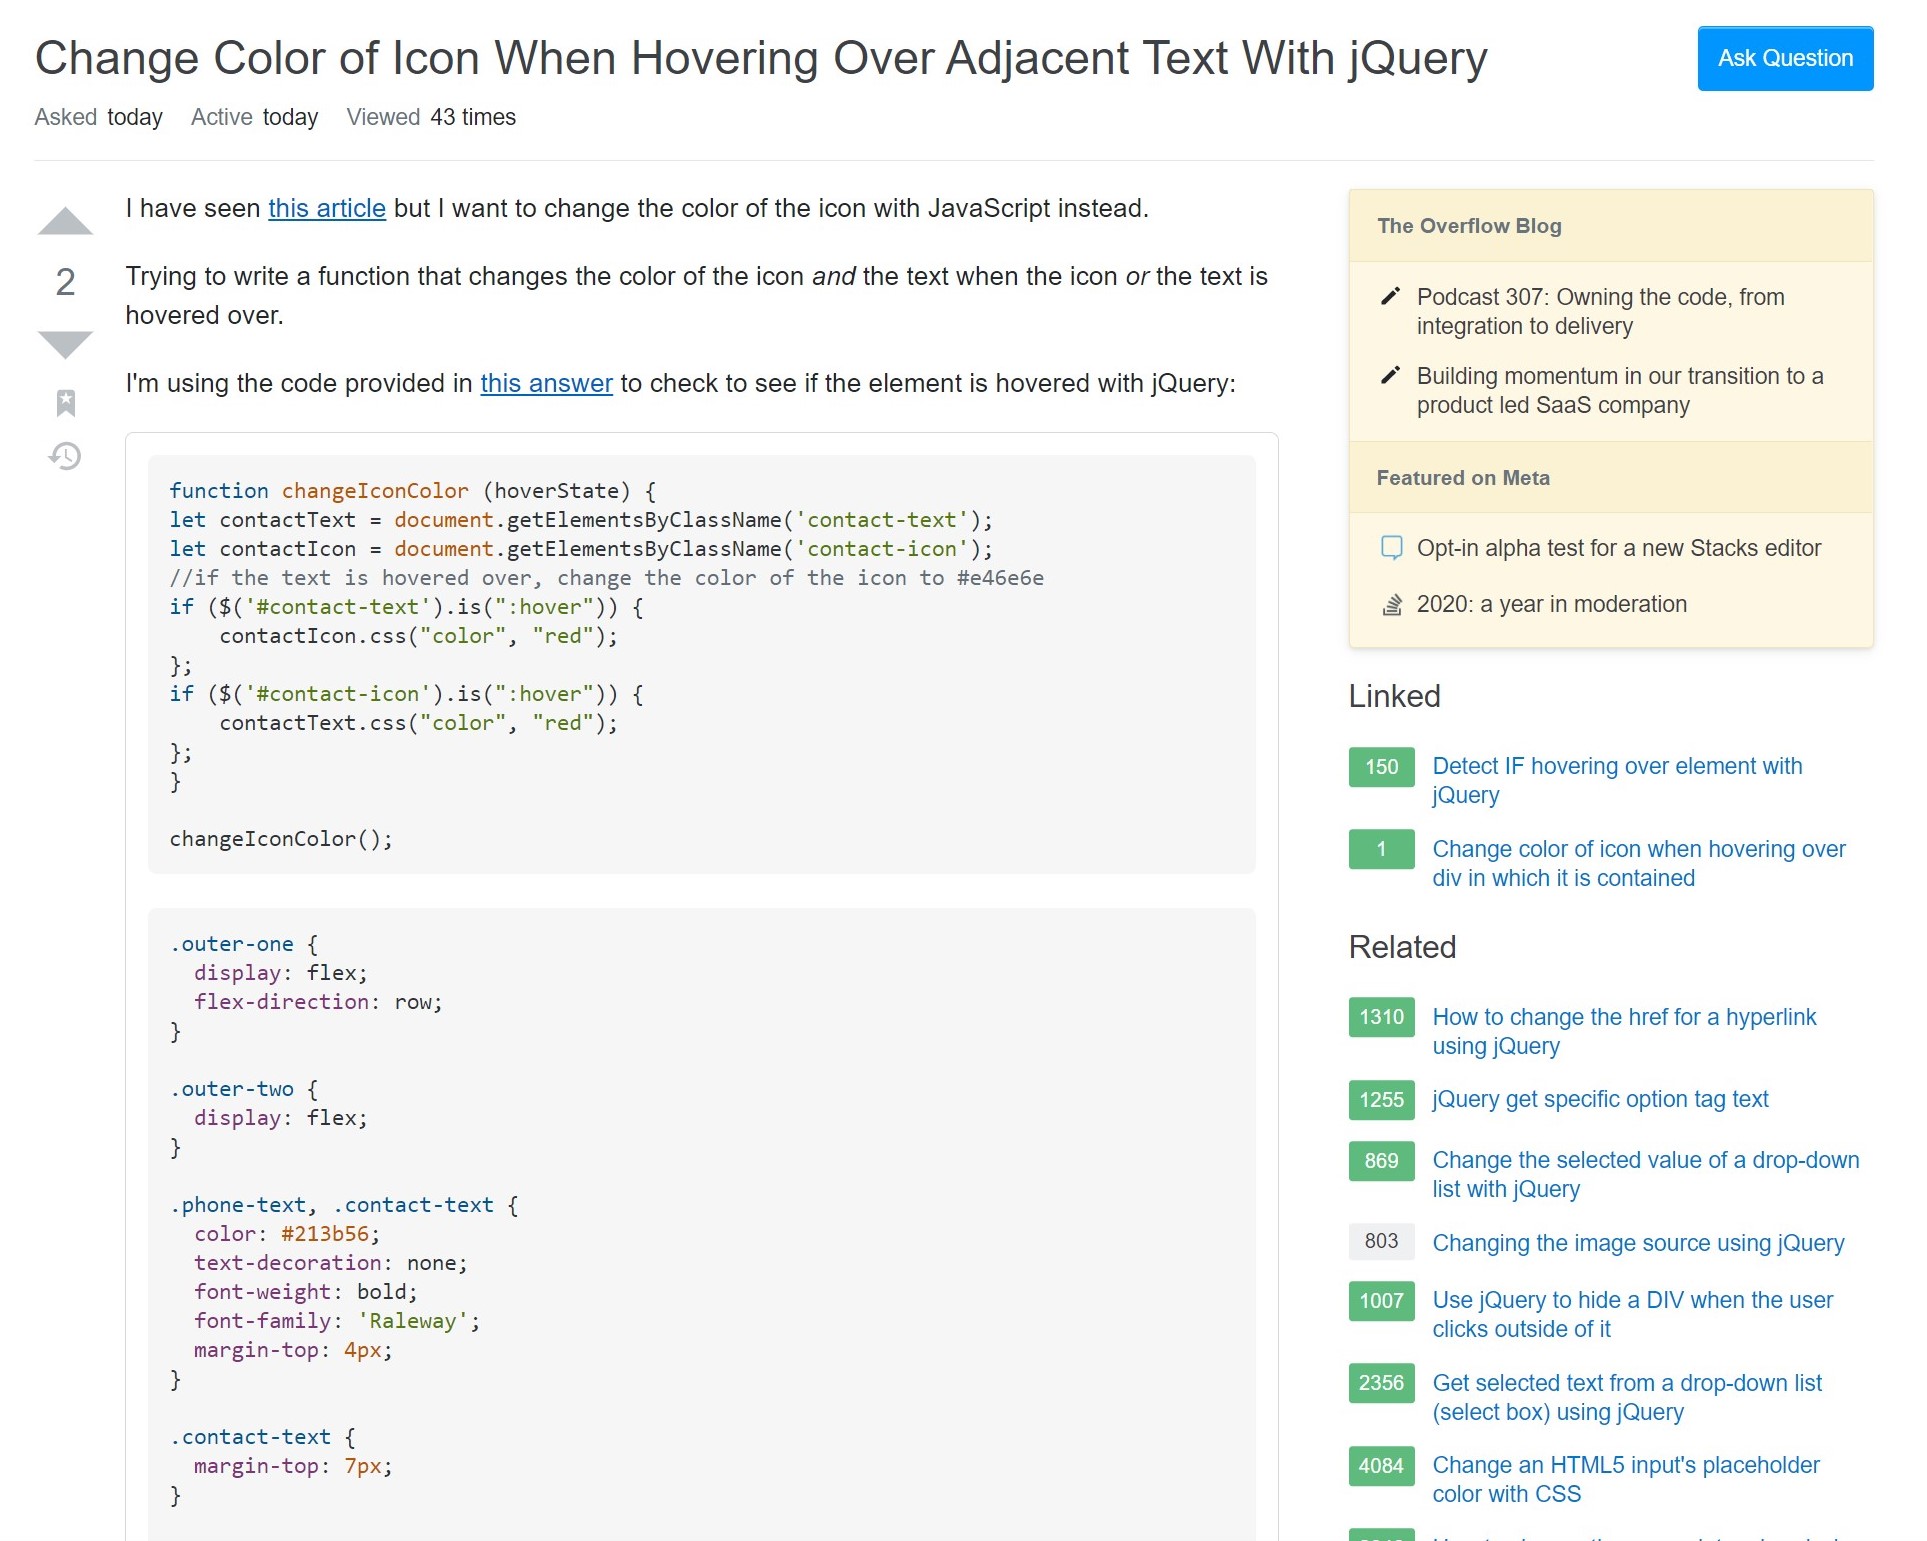 Change Color of Icon When Hovering Over Adjacent Text With jQuery
Ask Question
Asked today Active today Viewed 43 times
I have seen this article but I want to change the color of the icon with JavaScript instead.
2
Trying to write a function that changes the color of the icon and the text when the icon or the text is
hovered over.
I'm using the code provided in this answer to check to see if the element is hovered with jQuery:
function changeIconColor (hoverState) {
let contactText = document.getElementsByClassName('contact-text');
let contactIcon = document.getElementsByClassName('contact-icon');
//if the text is hovered over, change the color of the icon to #e46e6e
if ($('#contact-text').is(":hover")) {
    contactIcon.css("color", "red");
};
if ($('#contact-icon').is(":hover")) {
    contactText.css("color", "red");
};
}
changeIconColor();
.outer-one {
  display: flex;
  flex-direction: row;
}
.outer-two {
  display: flex;
}
.phone-text, .contact-text {
  color: #213b56;
  text-decoration: none;
  font-weight: bold;
  font-family: 'Raleway';
  margin-top: 4px;
}
.contact-text {
  margin-top: 7px;
}
The Overflow Blog
Podcast 307: Owning the code, from
integration to delivery
Building momentum in our transition to a
product led SaaS company
Featured on Meta
Opt-in alpha test for a new Stacks editor
2020: a year in moderation
Linked
150 Detect IF hovering over element with
jQuery
1 Change color of icon when hovering over
div in which it is contained
Related
1310 How to change the href for a hyperlink
using jQuery
1255 jQuery get specific option tag text
869 Change the selected value of a drop-down
list with jQuery
803 Changing the image source using jQuery
1007 Use jQuery to hide a DIV when the user
clicks outside of it
2356 Get selected text from a drop-down list
(select box) using jQuery
4084 Change an HTML5 input's placeholder
color with CSS